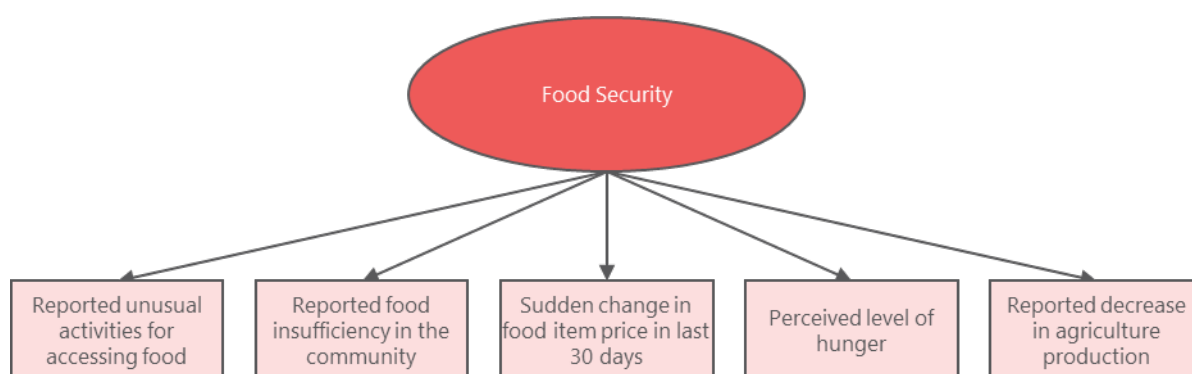 Food Security
Reported unusual
activities for
accessing food
Reported food
insufficiency in the
community
Sudden change in
food item price in last
30 days
Perceived level of
hunger
Reported decrease
in agriculture
production